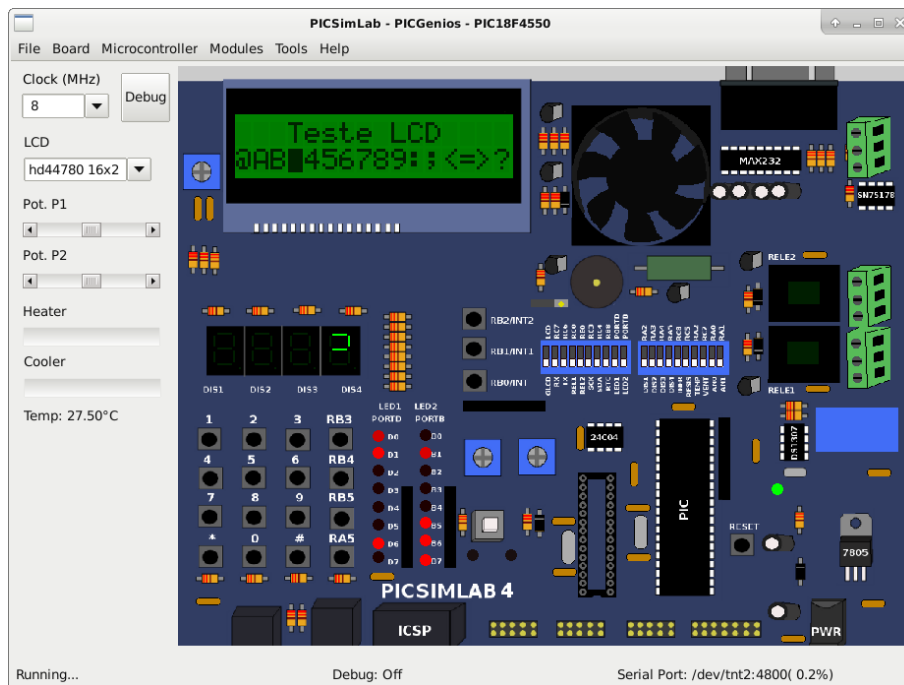 PICSimLab - PICGenios - PIC18F4550
File Board Microcontroller Modules Tools Help
Clock (MHz)
8
Debug
LCD
hd44780 16x2
Pot. P1
Pot. P2
Heater
Cooler
Temp: 27.50°C
Teste LCD
@AB 456789:;<=>?
MAX232
SN75178
RELE2
RELE1
RB2/INT2
RB1/INT1
RB0/INT
DIS1 DIS2 DIS3 DIS4
LED1 LED2
PORTD PORTB
1 2 3 RB3
4 5 6 RB4
7 8 9 RB5
* 0 # RA5
D0 B0
D1 B1
D2 B2
D3 B3
D4 B4
D5 B5
D6 B6
D7 B7
24C04
DS1307
PIC
RESET
7805
PICSIMLAB 4
ICSP
PWR
Running...
Debug: Off
Serial Port: /dev/tnt2:4800( 0.2%)